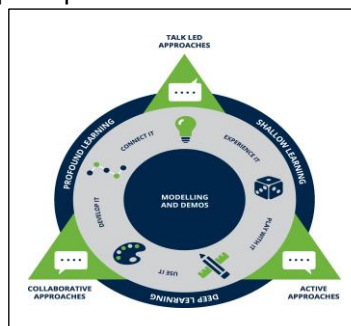 TALK LED
APPROACHES
PROFOUND LEARNING
SHALLOW LEARNING
CONNECT IT
EXPERIENCE IT
MODELLING
AND DEMOS
DEVELOP IT
PLAY WITH IT
USE IT
DEEP LEARNING
COLLABORATIVE
APPROACHES
ACTIVE
APPROACHES